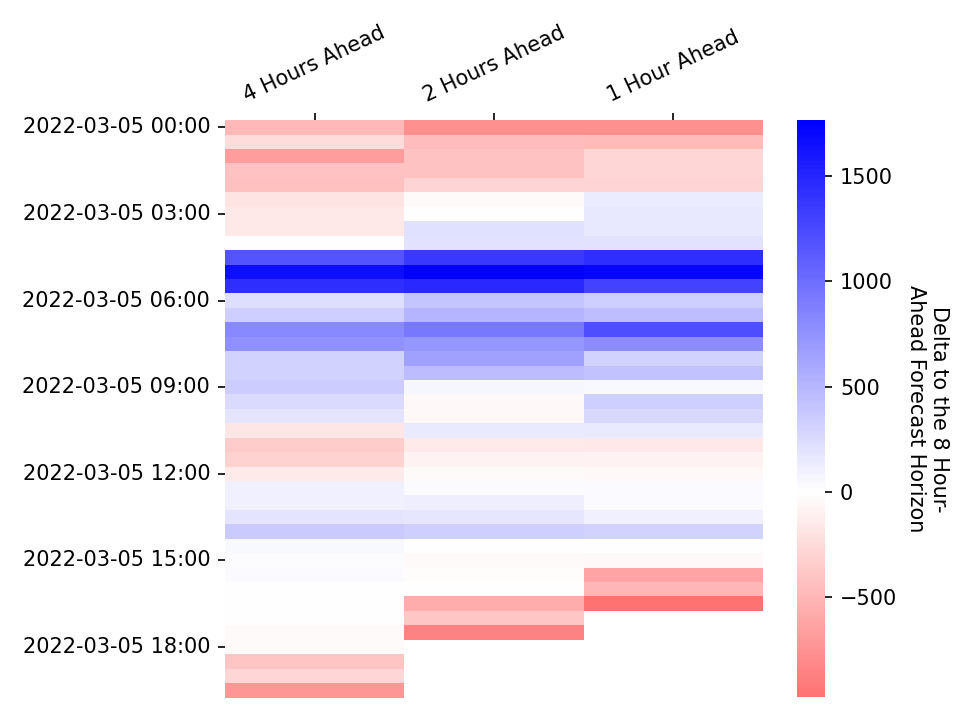 4 Hours Ahead
2 Hours Ahead
1 Hour Ahead
2022-03-05 00:00
2022-03-05 03:00
2022-03-05 06:00
2022-03-05 09:00
2022-03-05 12:00
2022-03-05 15:00
2022-03-05 18:00
1500
1000
500
0
−500
Delta to the 8 Hour-
Ahead Forecast Horizon